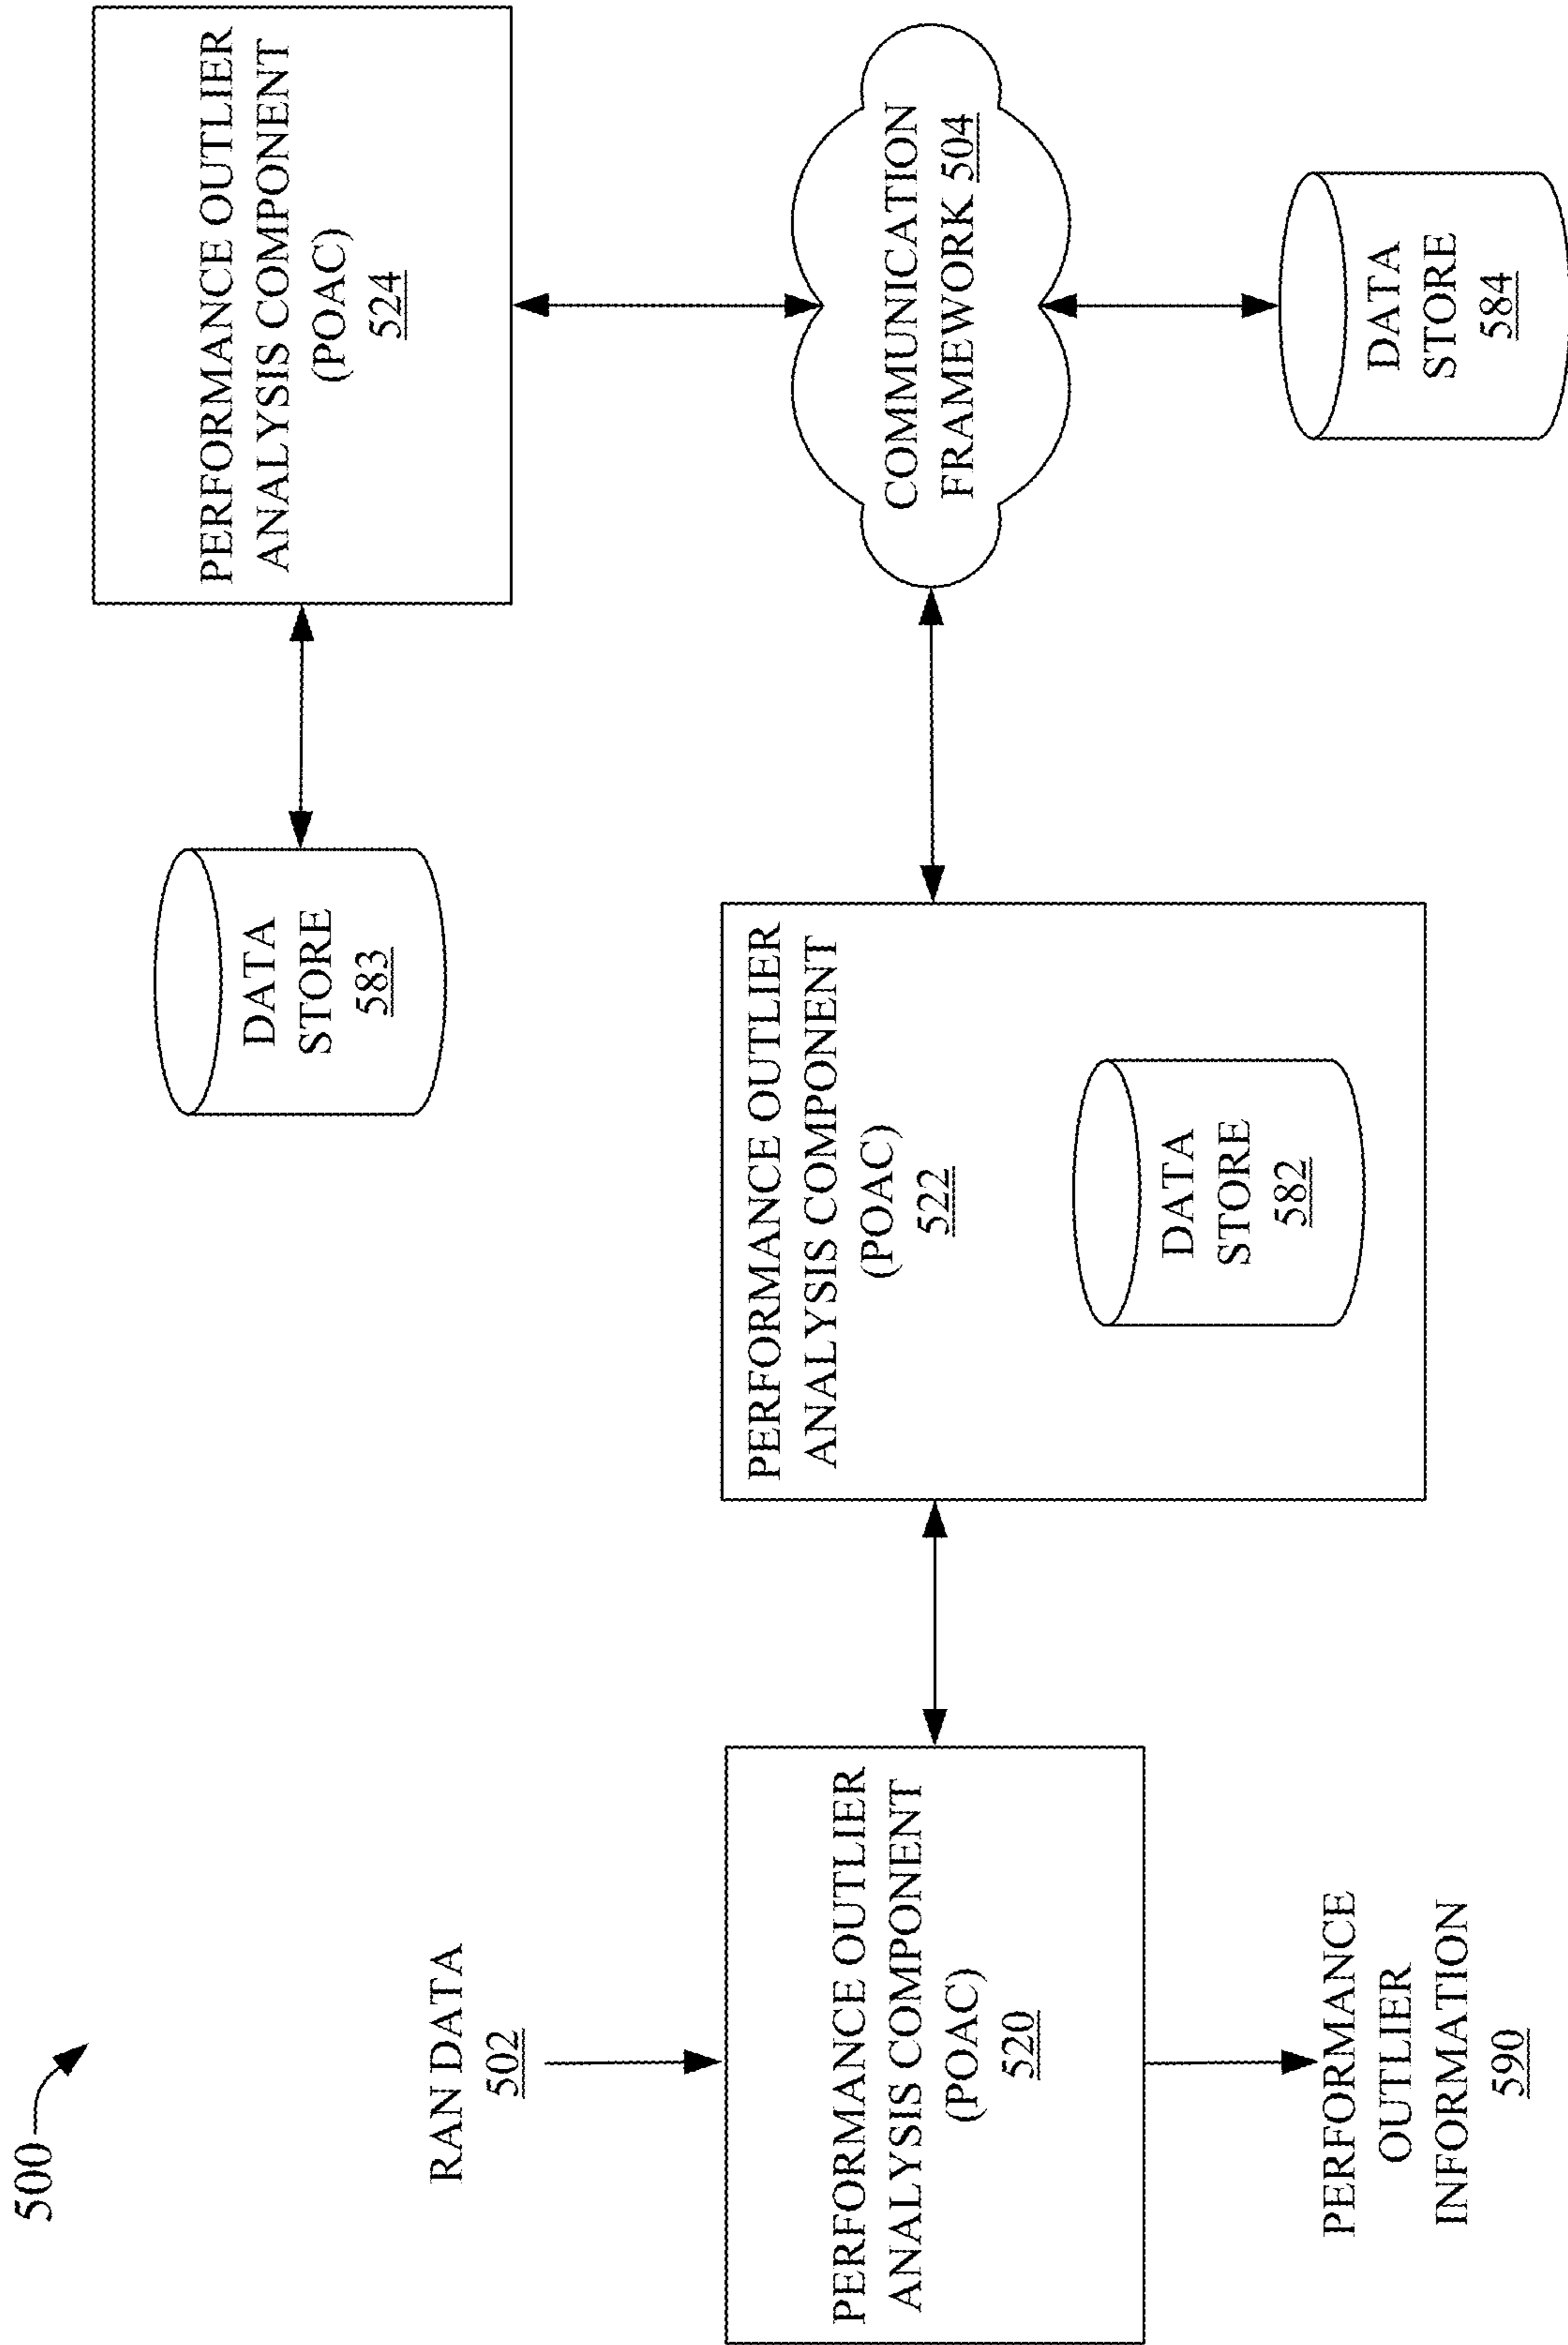 500
RAN DATA
502
PERFORMANCE OUTLIER
ANALYSIS COMPONENT
(POAC)
520
PERFORMANCE
OUTLIER
INFORMATION
590
PERFORMANCE OUTLIER
ANALYSIS COMPONENT
(POAC)
522
DATA
STORE
582
DATA
STORE
583
PERFORMANCE OUTLIER
ANALYSIS COMPONENT
(POAC)
524
COMMUNICATION
FRAMEWORK 504
DATA
STORE
584